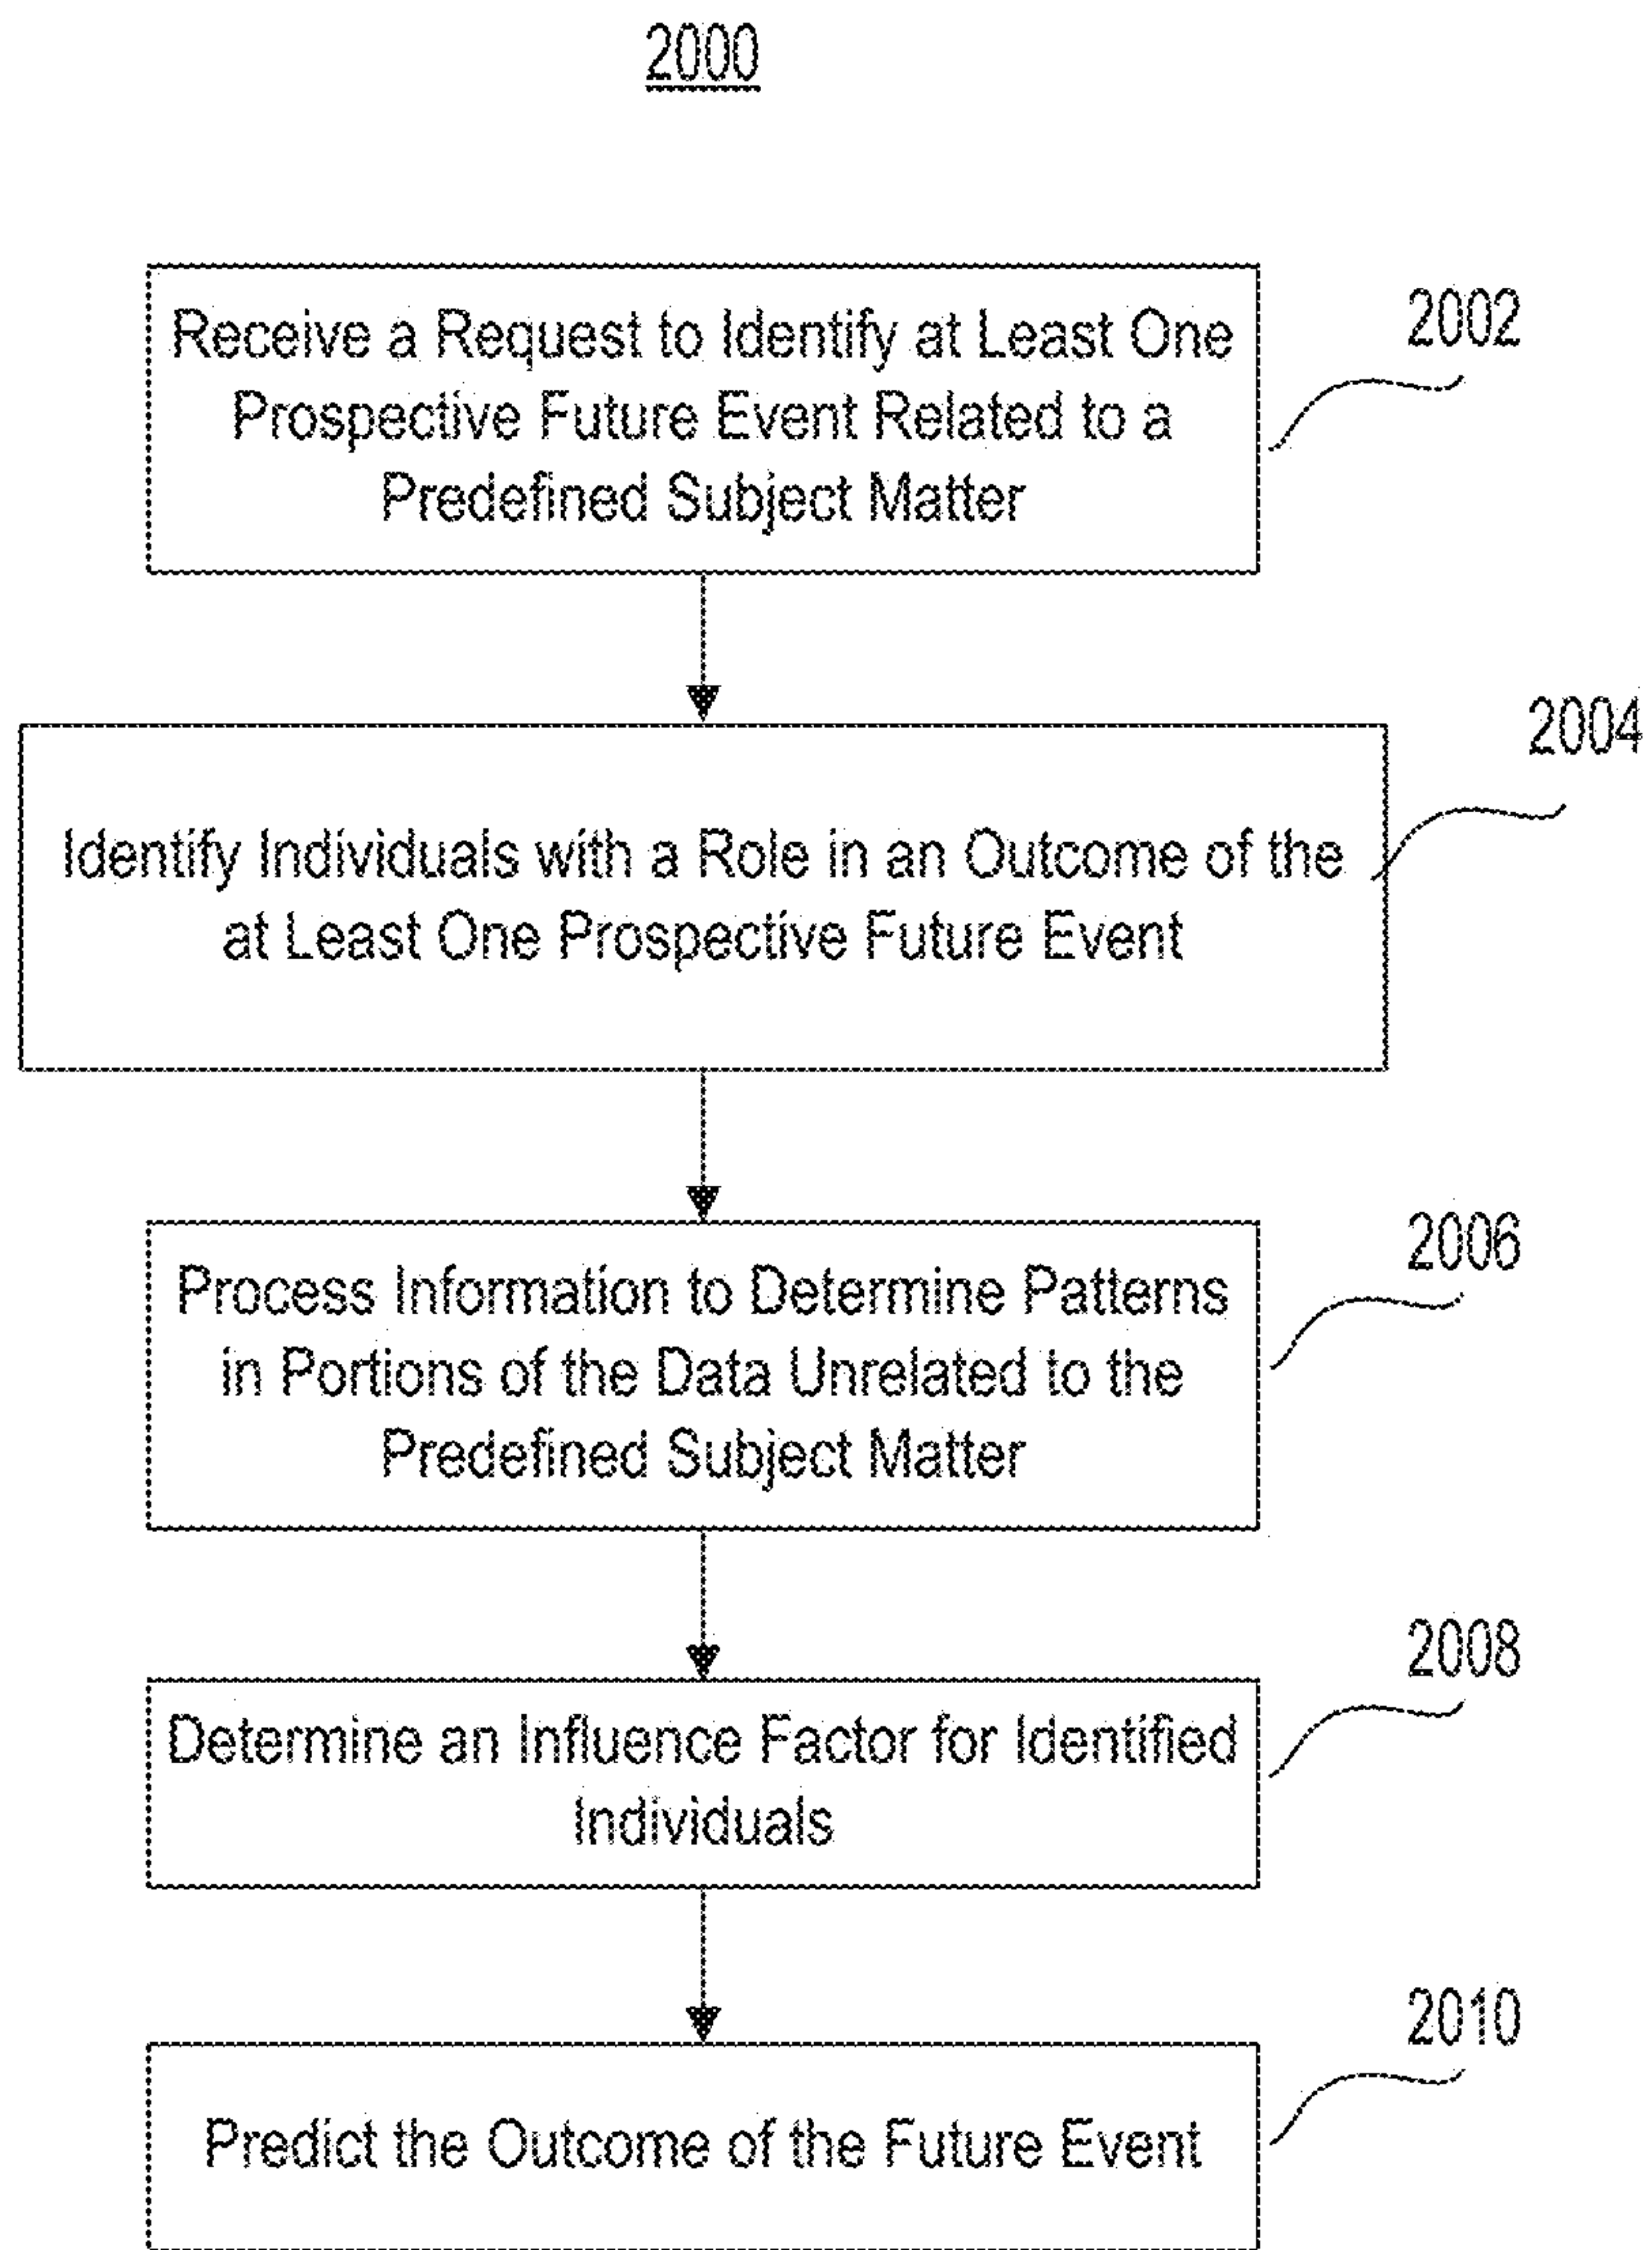 2000
Receive a Request to Identify at Least One
Prospective Future Event Related to a
Predefined Subject Matter
2002
Identify Individuals with a Role in an Outcome of the
at Least One Prospective Future Event
2004
Process Information to Determine Patterns
in Portions of the Data Unrelated to the
Predefined Subject Matter
2006
Determine an Influence Factor for Identified
Individuals
2008
Predict the Outcome of the Future Event
2010